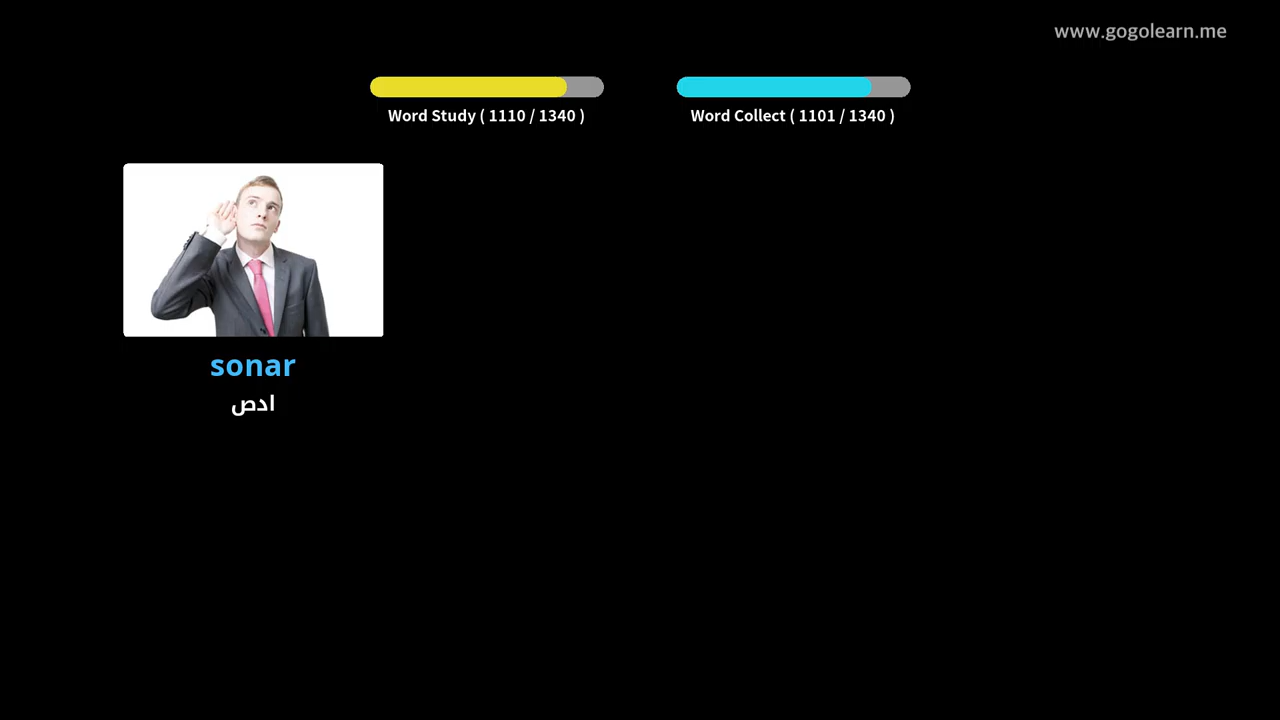 www.gogolearn.me
Word Study ( 1110 / 1340 )
Word Collect ( 1101 / 1340 )
sonar
ادص